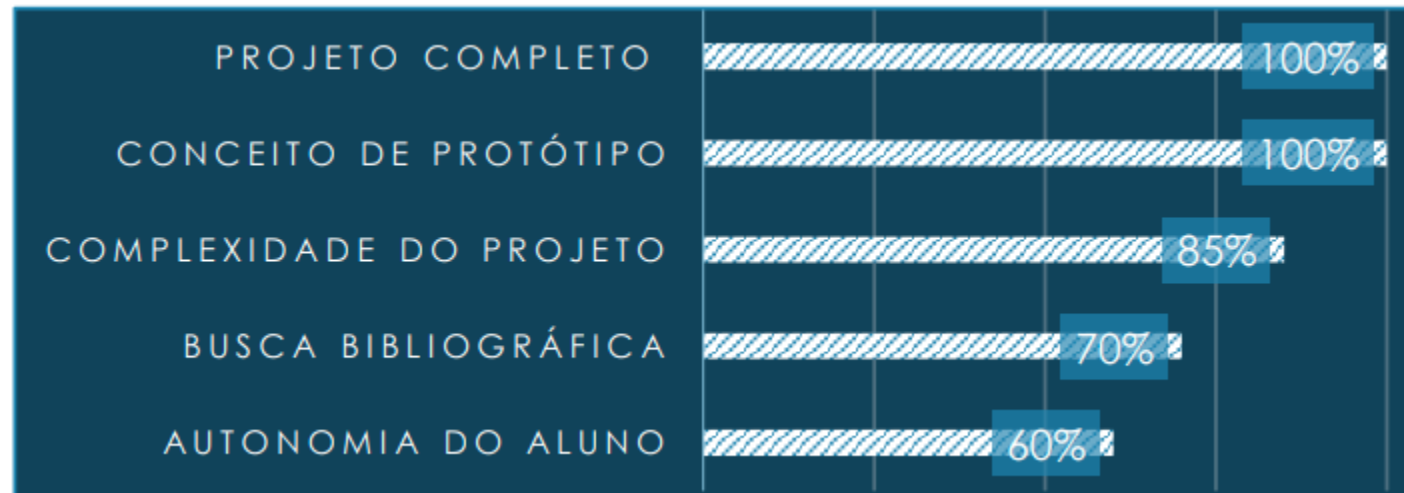 PROJETO COMPLETO 100%
CONCEITO DE PROTÓTIPO 100%
COMPLEXIDADE DO PROJETO 85%
BUSCA BIBLIOGRÁFICA 70%
AUTONOMIA DO ALUNO 60%